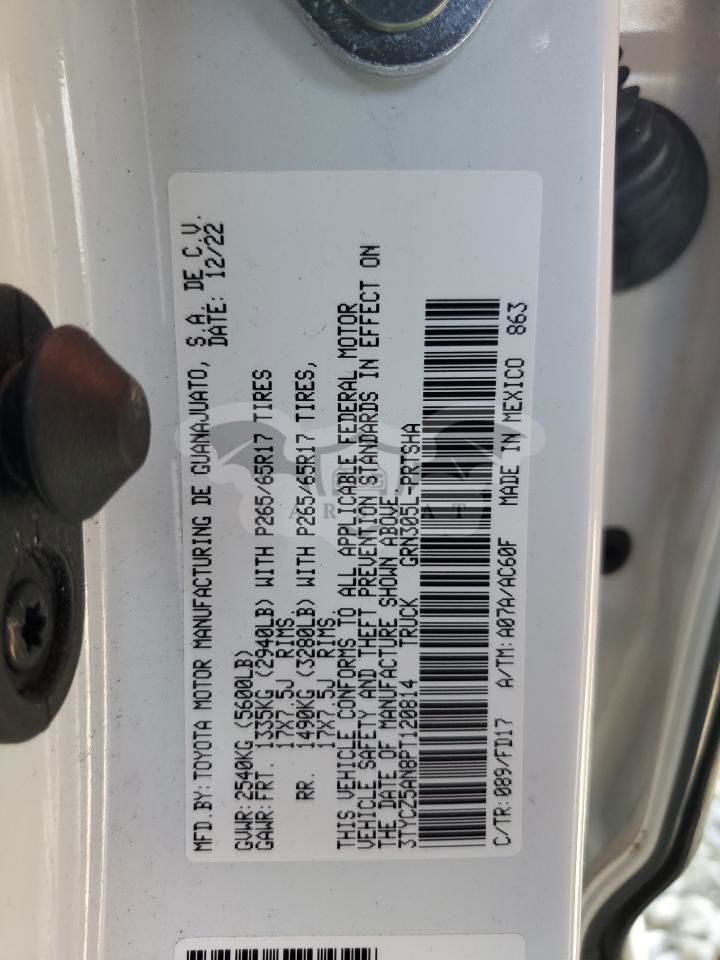 MFD.BY: TOYOTA MOTOR MANUFACTURING DE GUANAJUATO, S.A. DE C.V.
DATE: 12/22
GVWR: 2540KG (5600LB)
GAWR: FRT. 1335KG (2940LB) WITH P265/65R17 TIRES
17X7.5J RIMS
RR. 1490KG (3280LB) WITH P265/65R17 TIRES,
17X7.5J RIMS
THIS VEHICLE CONFORMS TO ALL APPLICABLE FEDERAL MOTOR
VEHICLE SAFETY AND THEFT PREVENTION STANDARDS IN EFFECT ON
THE DATE OF MANUFACTURE SHOWN ABOVE.
3TYCZ5AN8PT120814 TRUCK GRN305L-PRTSHA
C/TR: 089/FD17 A/TM: A07A/AC60F MADE IN MEXICO 863